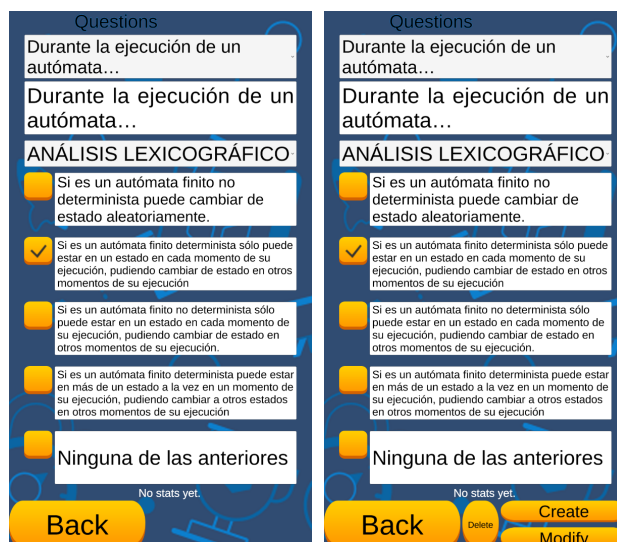 Questions
Durante la ejecución de un
autómata…
Durante la ejecución de un
autómata…
ANÁLISIS LEXICOGRÁFICO
Si es un autómata finito no
determinista puede cambiar de
estado aleatoriamente.
Si es un autómata finito determinista sólo puede
estar en un estado en cada momento de su
ejecución, pudiendo cambiar de estado en otros
momentos de su ejecución
Si es un autómata finito no determinista sólo
puede estar en un estado en cada momento de
su ejecución, pudiendo cambiar de estado en
otros momentos de su ejecución.
Si es un autómata finito determinista puede estar
en más de un estado a la vez en un momento de
su ejecución, pudiendo cambiar a otros estados
en otros momentos de su ejecución
Ninguna de las anteriores
No stats yet.
Back
Questions
Durante la ejecución de un
autómata…
Durante la ejecución de un
autómata…
ANÁLISIS LEXICOGRÁFICO
Si es un autómata finito no
determinista puede cambiar de
estado aleatoriamente.
Si es un autómata finito determinista sólo puede
estar en un estado en cada momento de su
ejecución, pudiendo cambiar de estado en otros
momentos de su ejecución
Si es un autómata finito no determinista sólo
puede estar en un estado en cada momento de
su ejecución, pudiendo cambiar de estado en
otros momentos de su ejecución.
Si es un autómata finito determinista puede estar
en más de un estado a la vez en un momento de
su ejecución, pudiendo cambiar a otros estados
en otros momentos de su ejecución
Ninguna de las anteriores
No stats yet.
Back
Delete
Create
Modify